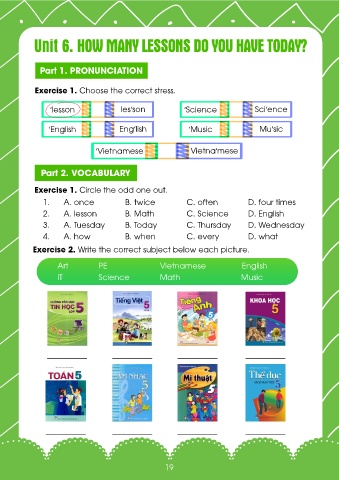 Unit 6. HOW MANY LESSONS DO YOU HAVE TODAY?
Part 1. PRONUNCIATION
Exercise 1. Choose the correct stress.
'lesson les'son 'Science Sci'ence
'English Eng'lish 'Music Mu'sic
'Vietnamese Vietna'mese
Part 2. VOCABULARY
Exercise 1. Circle the odd one out.
1. A. once B. twice C. often D. four times
2. A. lesson B. Math C. Science D. English
3. A. Tuesday B. Today C. Thursday D. Wednesday
4. A. how B. when C. every D. what
Exercise 2. Write the correct subject below each picture.
Art PE Vietnamese English
IT Science Math Music
TIN HỌC 5
Tiếng Việt 5
Tiếng Anh 5
KHOA HỌC 5
TOÁN 5
ÂM NHẠC 5
Mĩ thuật 5
Thể dục 5
19